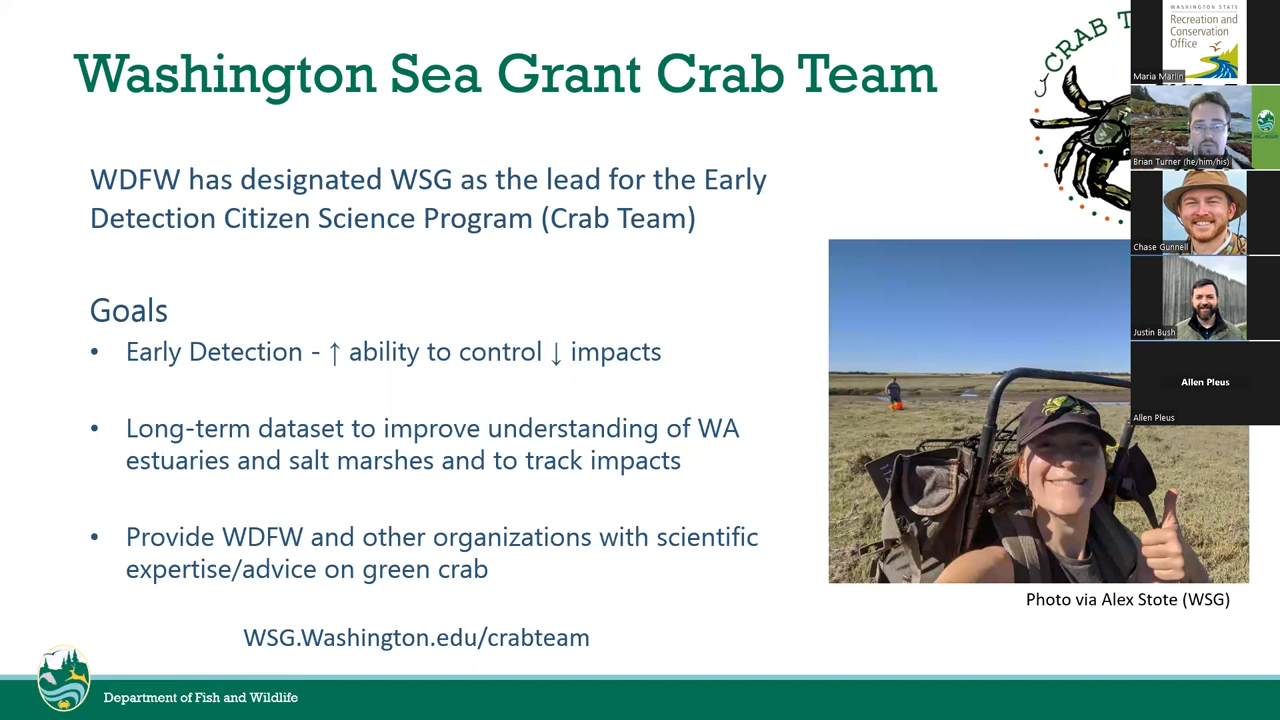 Washington Sea Grant Crab Team
WDFW has designated WSG as the lead for the Early
Detection Citizen Science Program (Crab Team)
Goals
• Early Detection - ↑ ability to control ↓ impacts
• Long-term dataset to improve understanding of WA
estuaries and salt marshes and to track impacts
• Provide WDFW and other organizations with scientific
expertise/advice on green crab
WSG.Washington.edu/crabteam
Department of Fish and Wildlife
CRAB T
Photo via Alex Stote (WSG)
WASHINGTON STATE
Recreation and
Conservation
Office
Maria Marlin
Brian Turner (he/him/his)
Chase Gunnell
Justin Bush
Allen Pleus
Allen Pleus